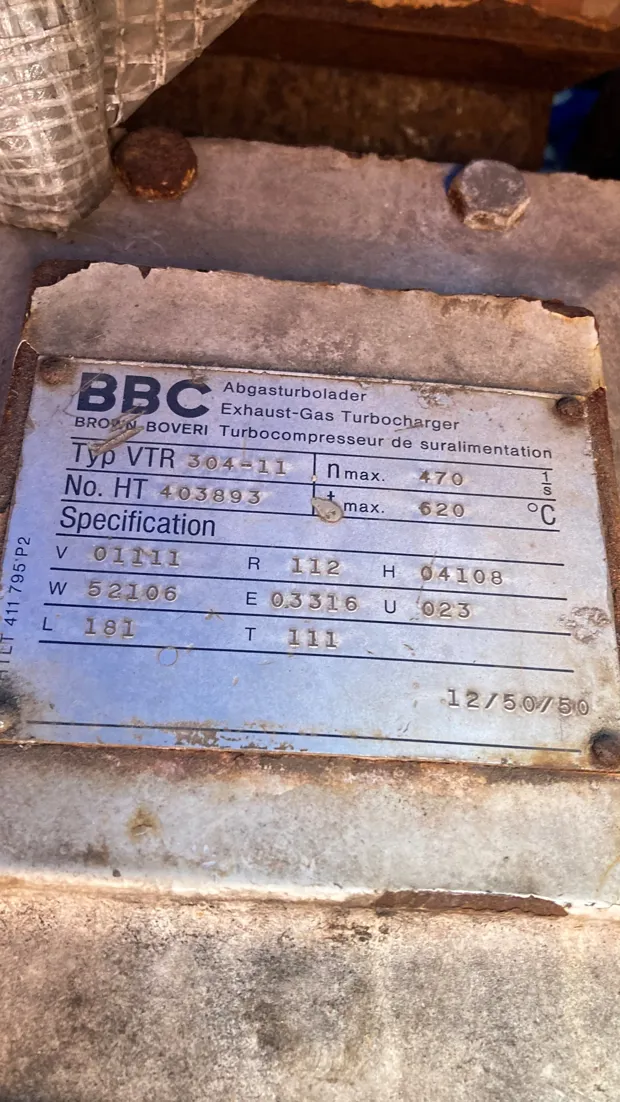 BBC Abgasturbolader
Exhaust-Gas Turbocharger
BROWN BOVERI Turbocompresseur de suralimentation
Typ VTR 304-11 n max. 470 1/s
No. HT 403893 t max. 620 °C
Specification
V 01111 R 112 H 04108
W 52106 E 03316 U 023
L 181 T 111
12/50/50
411 795 P2